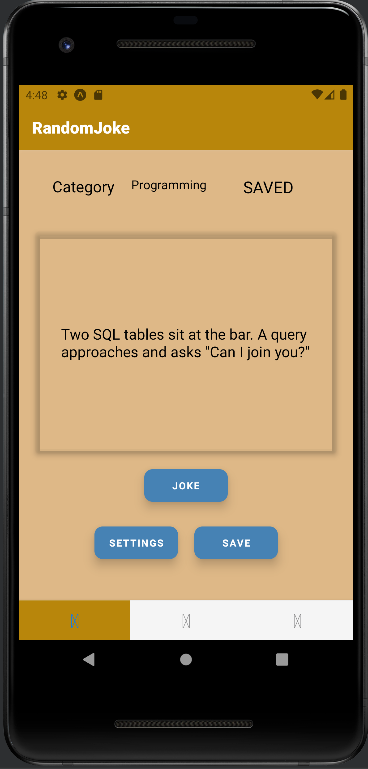 4:48
RandomJoke
Category Programming SAVED
Two SQL tables sit at the bar. A query
approaches and asks "Can I join you?"
JOKE
SETTINGS SAVE